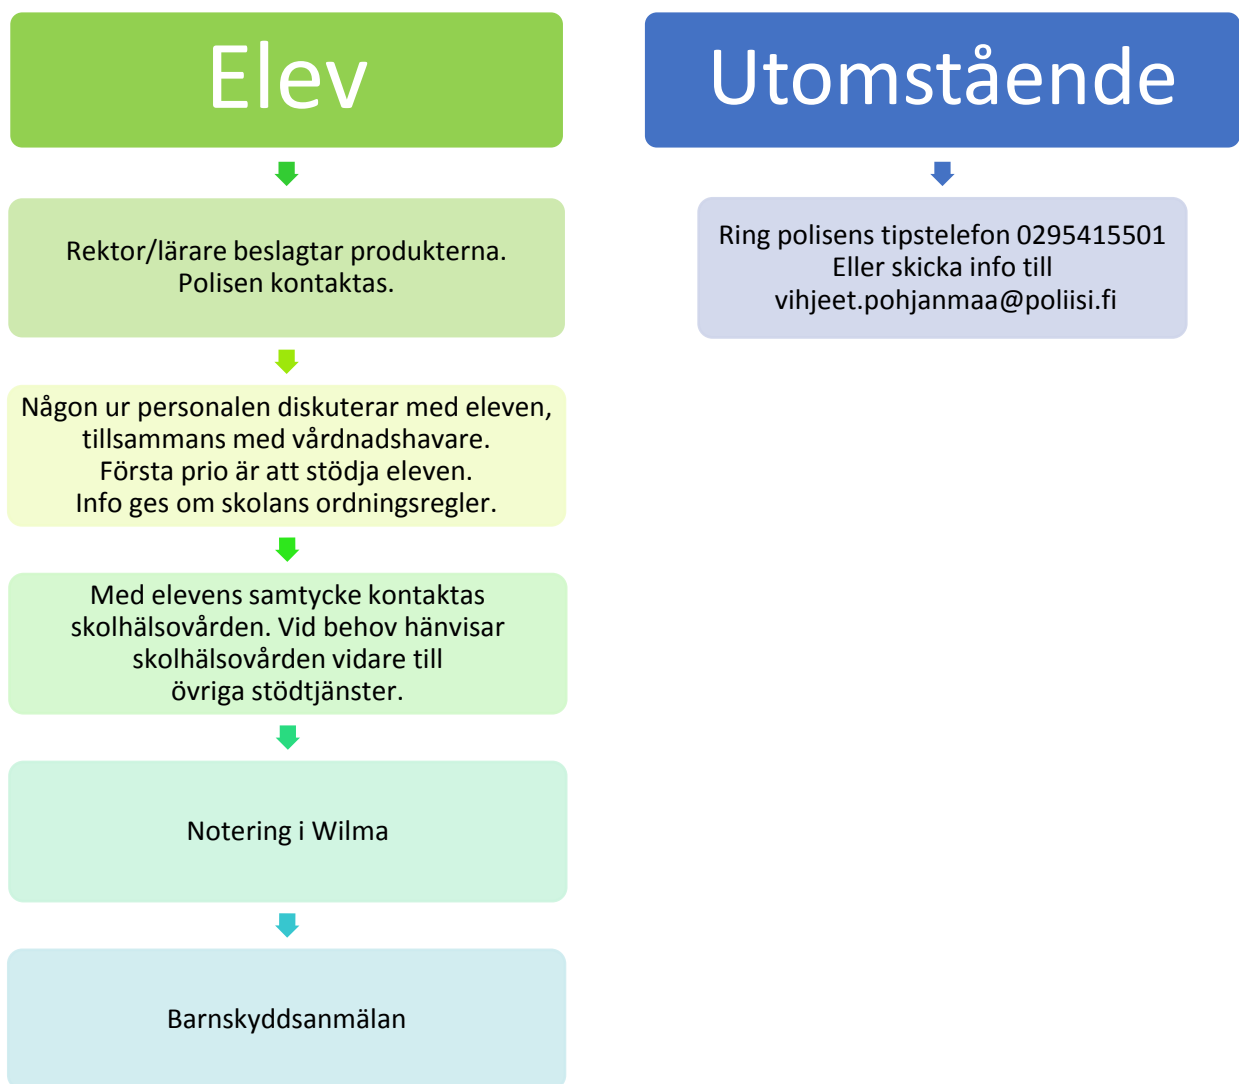 Elev
Rektor/lärare beslagtar produkterna.
Polisen kontaktas.
Någon ur personalen diskuterar med eleven,
tillsammans med vårdnadshavare.
Första prio är att stödja eleven.
Info ges om skolans ordningsregler.
Med elevens samtycke kontaktas
skolhälsovården. Vid behov hänvisar
skolhälsovården vidare till
övriga stödtjänster.
Notering i Wilma
Barnskyddsanmälan
Utomstående
Ring polisens tipstelefon 0295415501
Eller skicka info till
vihjeet.pohjanmaa@poliisi.fi